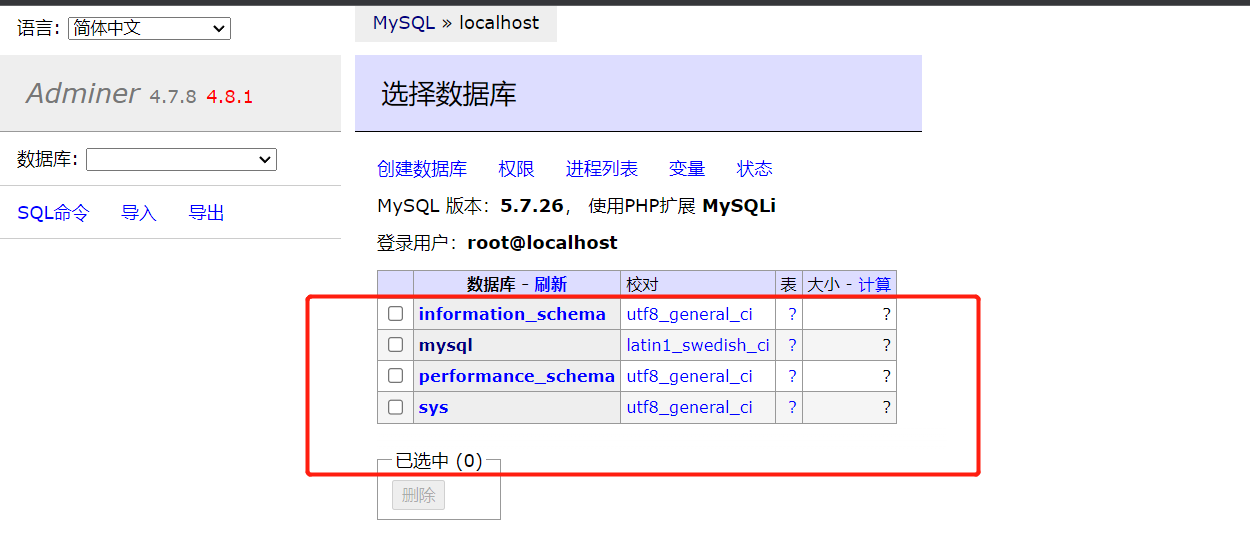 语言: 简体中文
MySQL » localhost
Adminer 4.7.8 4.8.1
选择数据库
数据库:
SQL命令 导入 导出
创建数据库 权限 进程列表 变量 状态
MySQL 版本：5.7.26， 使用PHP扩展 MySQLi
登录用户：root@localhost
数据库 - 刷新 校对 表 大小 - 计算
information_schema utf8_general_ci ? ?
mysql latin1_swedish_ci ? ?
performance_schema utf8_general_ci ? ?
sys utf8_general_ci ? ?
已选中 (0)
删除